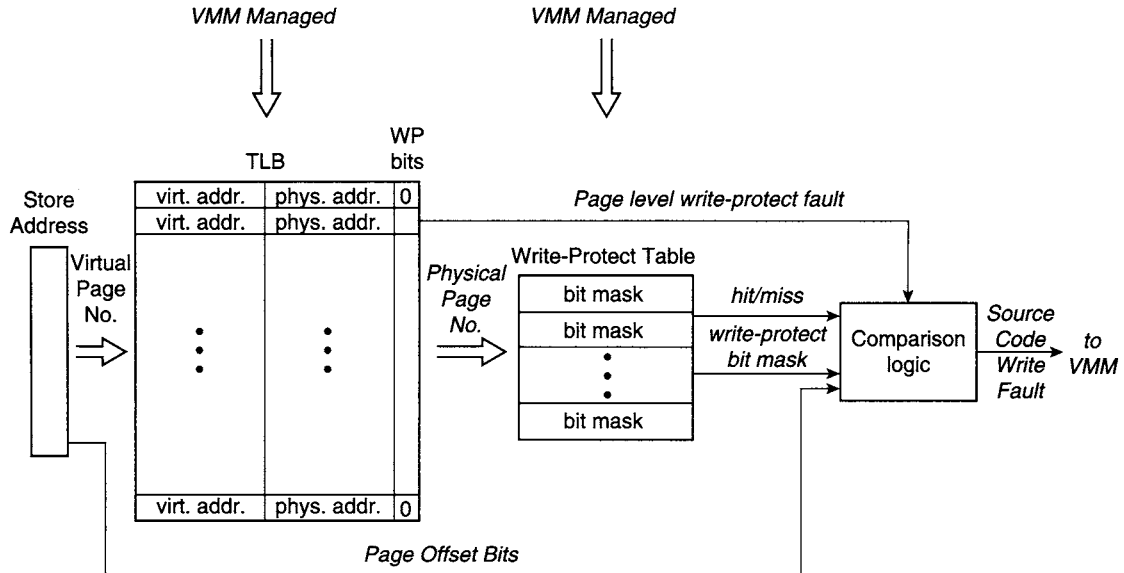 VMM Managed
VMM Managed
WP
bits
TLB
Store
Address
virt. addr. phys. addr. 0
virt. addr. phys. addr.
Page level write-protect fault
Virtual
Page
No.
Physical
Page
No.
Write-Protect Table
bit mask
bit mask
bit mask
hit/miss
write-protect
bit mask
Comparison
logic
Source
Code
Write
Fault
to
VMM
virt. addr. phys. addr. 0
Page Offset Bits